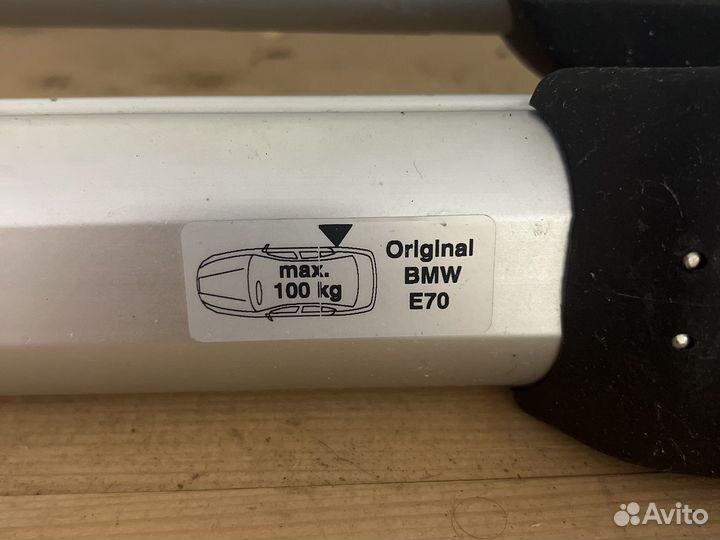 Original
max. BMW
100 kg E70
Avito